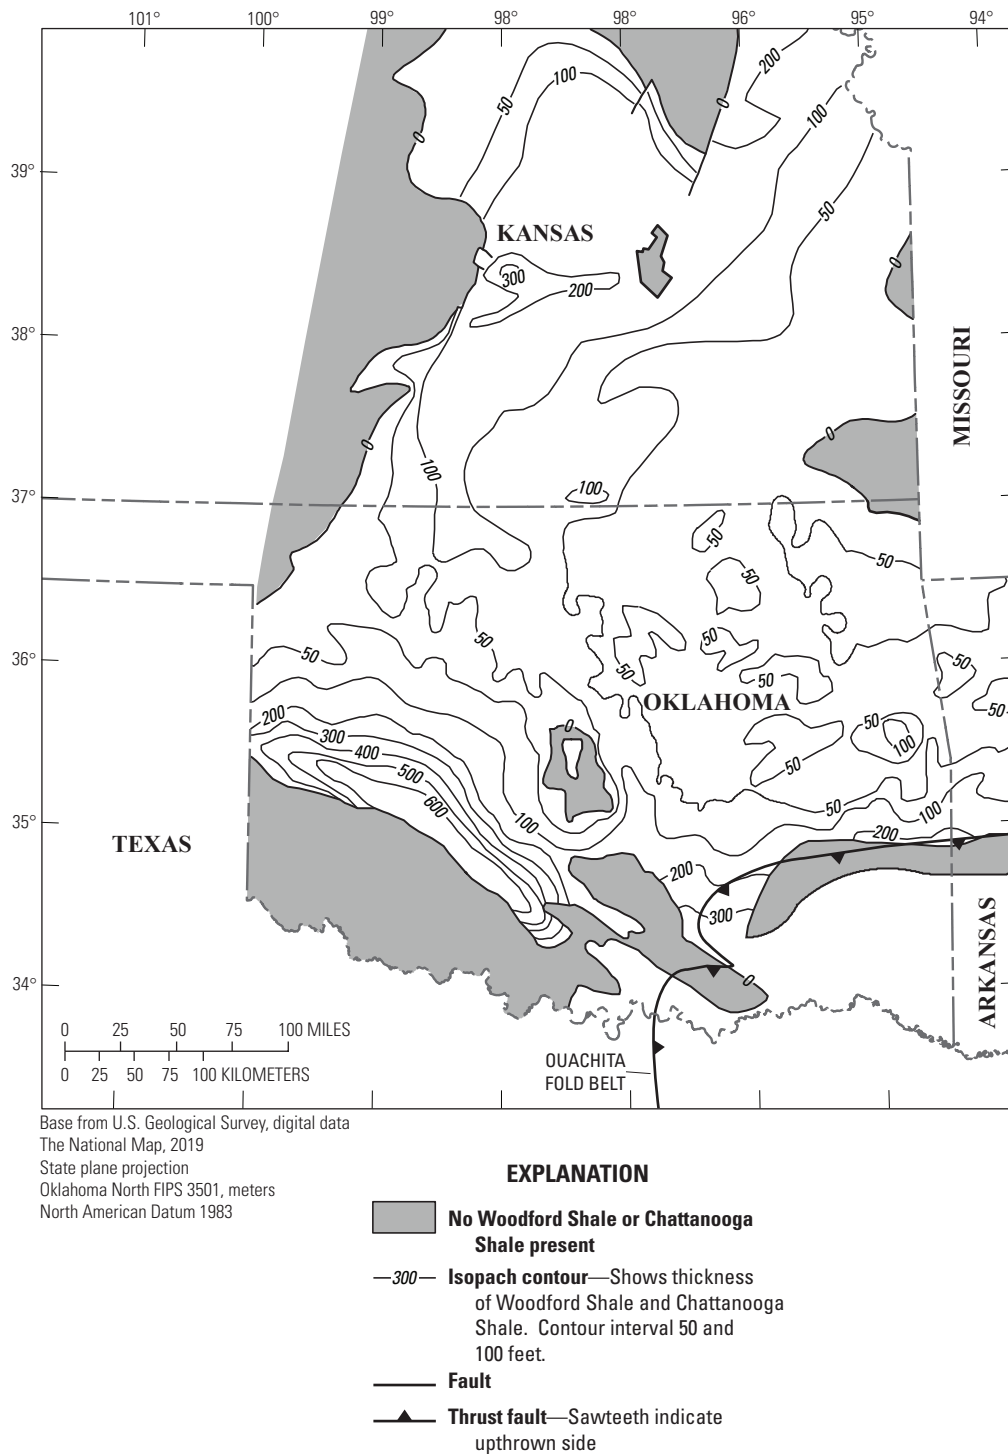 101° 100° 99° 98° 98° 96° 95° 94°
200
100
50
100
0
0
39°
50
KANSAS
0
300
200
38°
MISSOURI
0
0
100
37°
100
50
50
50
50
36°
50
50
50
50
50
OKLAHOMA
200
0
50
50
300
100
400
50
500
600
50
100
35°
100
200
TEXAS
200
300
ARKANSAS
34°
0
0 25 50 75 100 MILES
0 25 50 75 100 KILOMETERS
OUACHITA
FOLD BELT
Base from U.S. Geological Survey, digital data
The National Map, 2019
State plane projection
Oklahoma North FIPS 3501, meters
North American Datum 1983
EXPLANATION
No Woodford Shale or Chattanooga
Shale present
300
Isopach contour—Shows thickness
of Woodford Shale and Chattanooga
Shale. Contour interval 50 and
100 feet.
Fault
Thrust fault—Sawteeth indicate
upthrown side